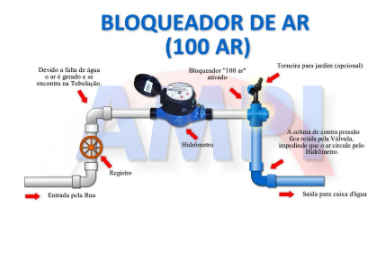 BLOQUEADOR DE AR
(100 AR)
Devido a falta de água
o ar é gerado e se
encontra na Tubulação.
Bloqueador "100 ar"
ativado
Torneira para jardim (opcional)
Hidrômetro
A coluna de contra pressão
fica retida pela Válvula,
impedindo que o ar circule pelo
Hidrômetro.
Registro
Entrada pela Rua
Saída para caixa d'água
AMPI